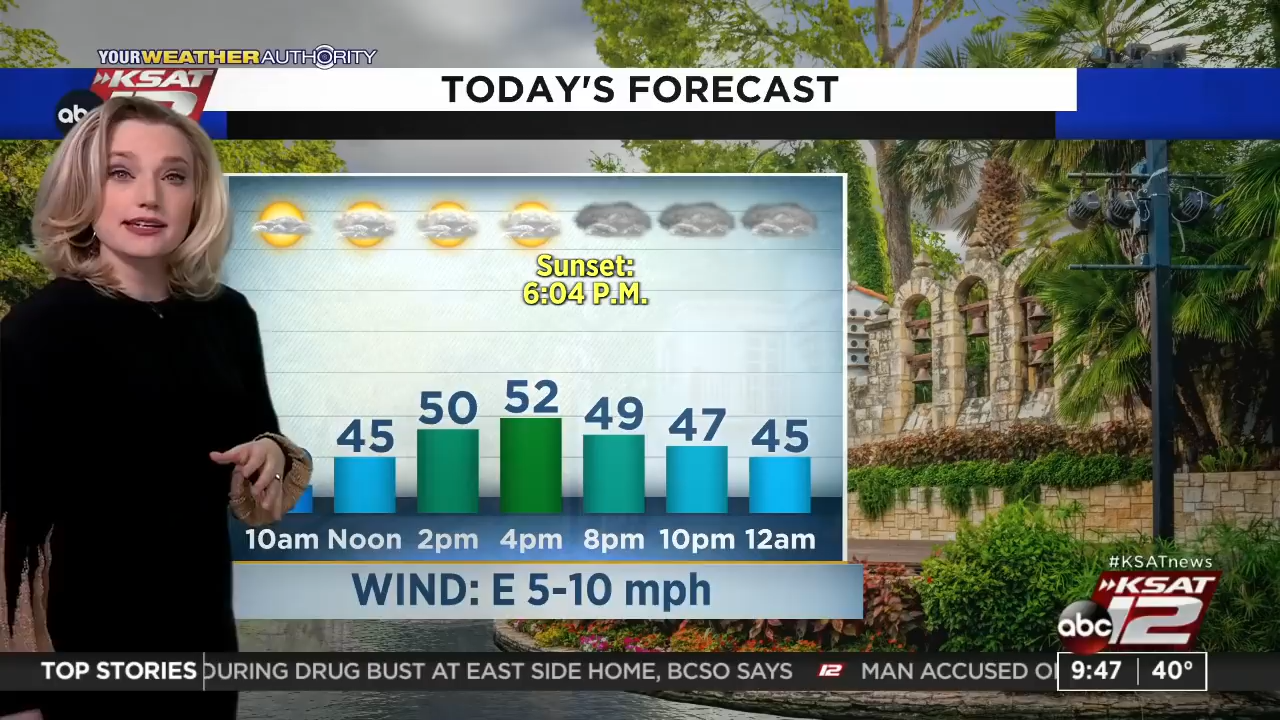 YOURWEATHERAUTHORITY
KSAT
TODAY'S FORECAST
Sunset:
6:04 P.M.
45 50 52 49 47 45
10am Noon 2pm 4pm 8pm 10pm 12am
WIND: E 5-10 mph
#KSATnews
KSAT
abc 12
TOP STORIES DURING DRUG BUST AT EAST SIDE HOME, BCSO SAYS 12 MAN ACCUSED 9:47 40°